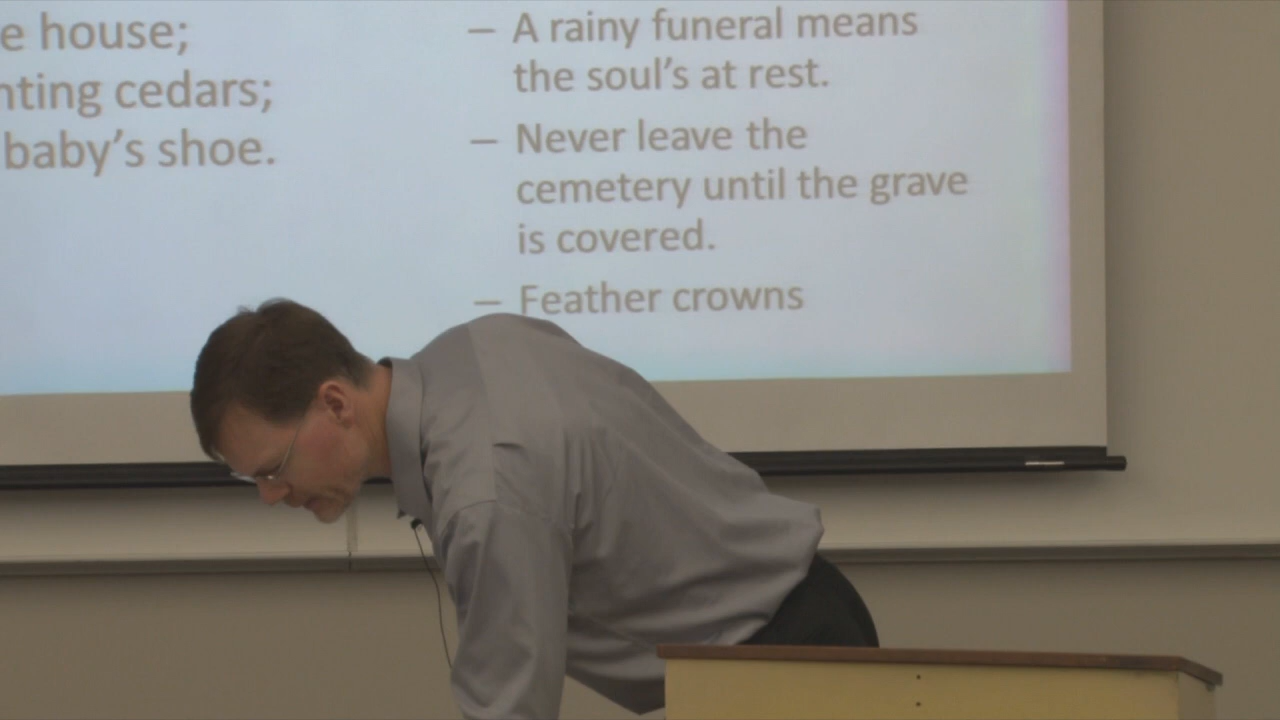 e house;
nting cedars;
baby's shoe.
– A rainy funeral means
the soul's at rest.
– Never leave the
cemetery until the grave
is covered.
– Feather crowns